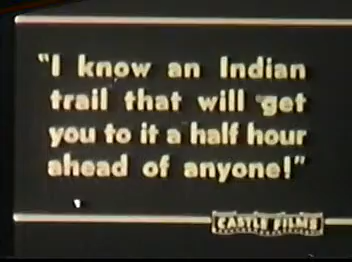 "I know an Indian
trail that will get
you to it a half hour
ahead of anyone!"
CASTLE FILMS